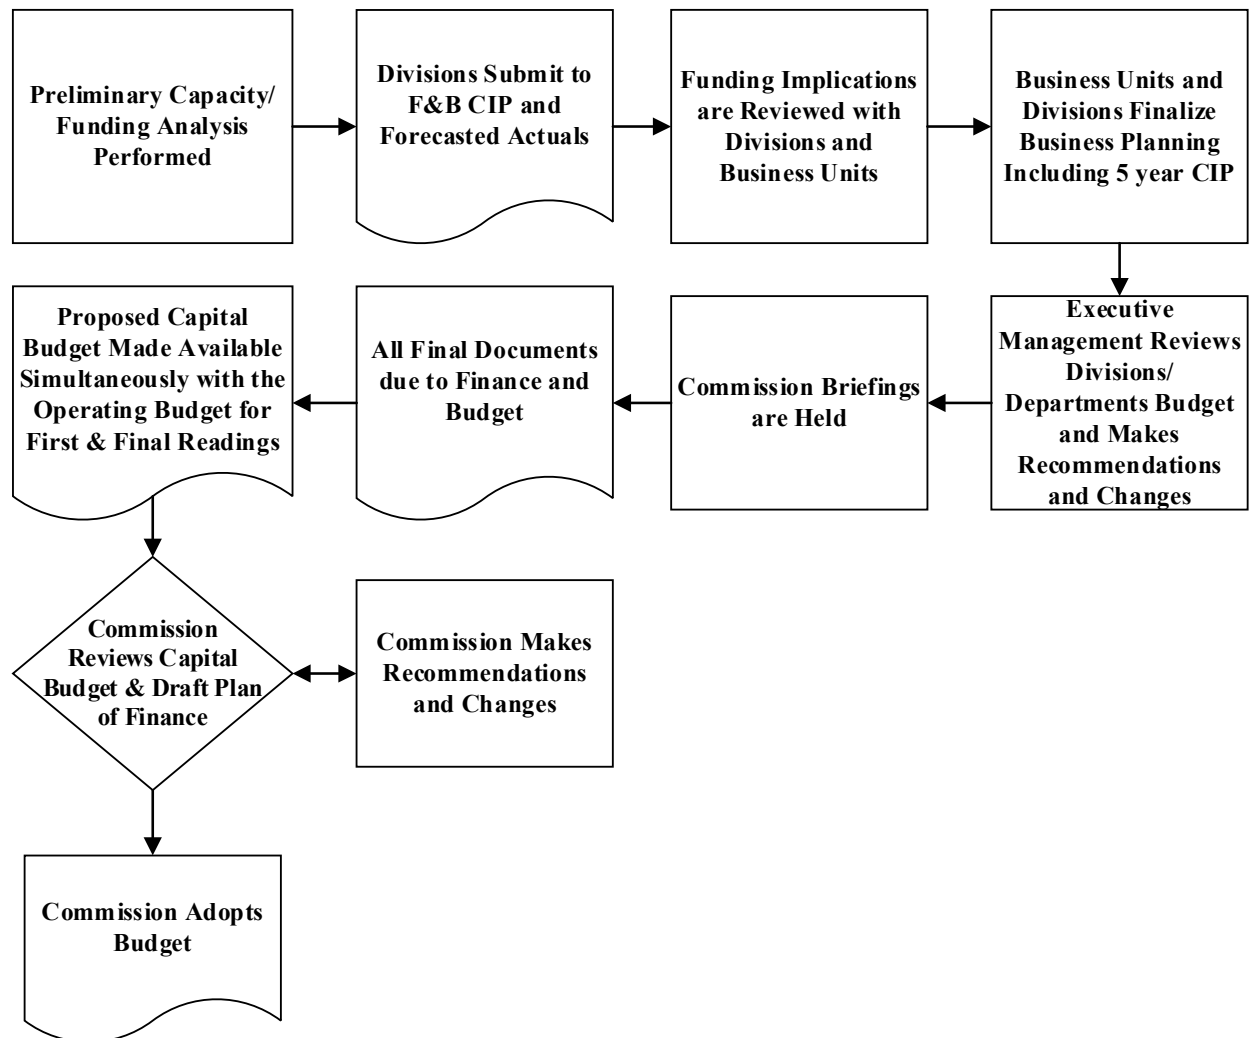 Preliminary Capacity/
Funding Analysis
Performed
Divisions Submit to
F&B CIP and
Forecasted Actuals
Funding Implications
are Reviewed with
Divisions and
Business Units
Business Units and
Divisions Finalize
Business Planning
Including 5 year CIP
Executive
Management Reviews
Divisions/
Departments Budget
and Makes
Recommendations
and Changes
Commission Briefings
are Held
All Final Documents
due to Finance and
Budget
Proposed Capital
Budget Made Available
Simultaneously with the
Operating Budget for
First & Final Readings
Commission
Reviews Capital
Budget & Draft Plan
of Finance
Commission Makes
Recommendations
and Changes
Commission Adopts
Budget